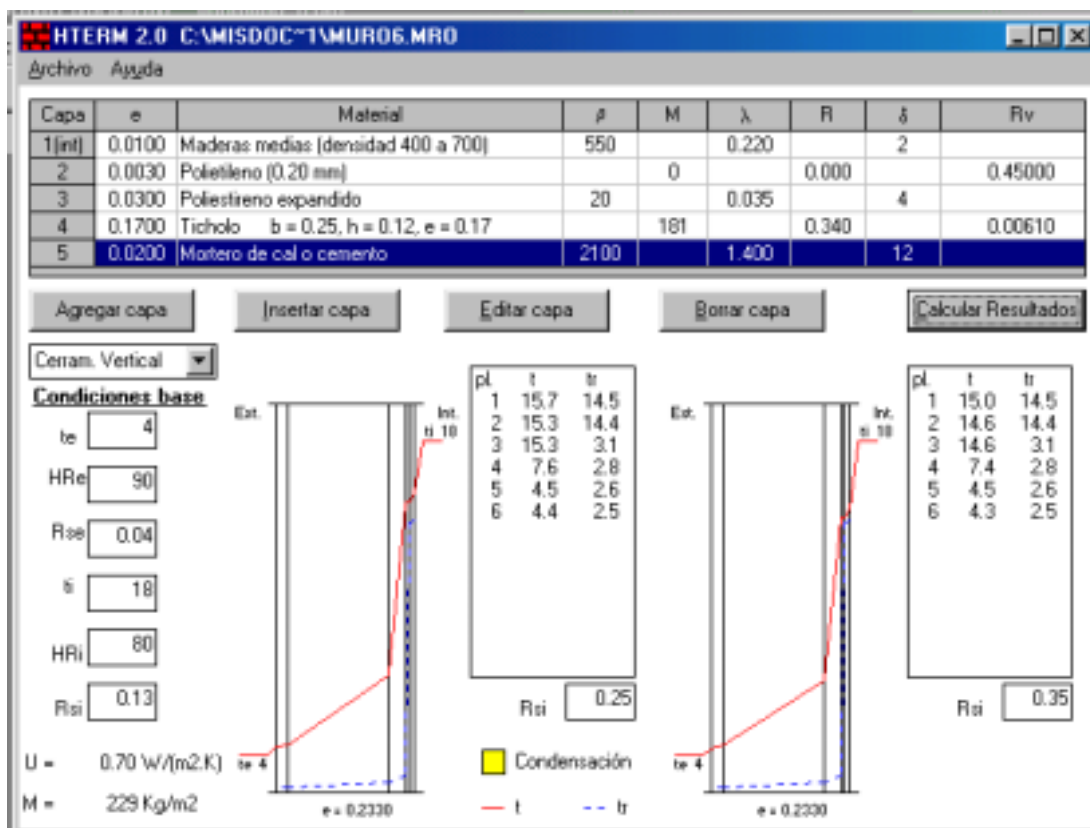 HTERM 2.0 C:\MISDOC~1\MURO6.MRO
Archivo Ayuda
Capa e Material ρ M λ R δ Rv
1(int) 0.0100 Maderas medias (densidad 400 a 700) 550 0.220 2
2 0.0030 Polietileno (0.20 mm) 0 0.000 0.45000
3 0.0300 Poliestireno expandido 20 0.035 4
4 0.1700 Ticholo b = 0.25, h = 0.12, e = 0.17 181 0.340 0.00610
5 0.0200 Mortero de cal o cemento 2100 1.400 12
Agregar capa Insertar capa Editar capa Borrar capa Calcular Resultados
Cerram. Vertical
Condiciones base
te 4
HRe 90
Rse 0.04
ti 18
HRi 80
Rsi 0.13
U = 0.70 W/(m2.K)
M = 229 Kg/m2
Ext. Int.
ti 18
te 4
e = 0.2330
pl. t tr
1 15.7 14.5
2 15.3 14.4
3 15.3 3.1
4 7.6 2.8
5 4.5 2.6
6 4.4 2.5
Rsi 0.25
Condensación
t tr
Ext. Int.
ti 18
te 4
e = 0.2330
pl. t tr
1 15.0 14.5
2 14.6 14.4
3 14.6 3.1
4 7.4 2.8
5 4.5 2.6
6 4.3 2.5
Rsi 0.35